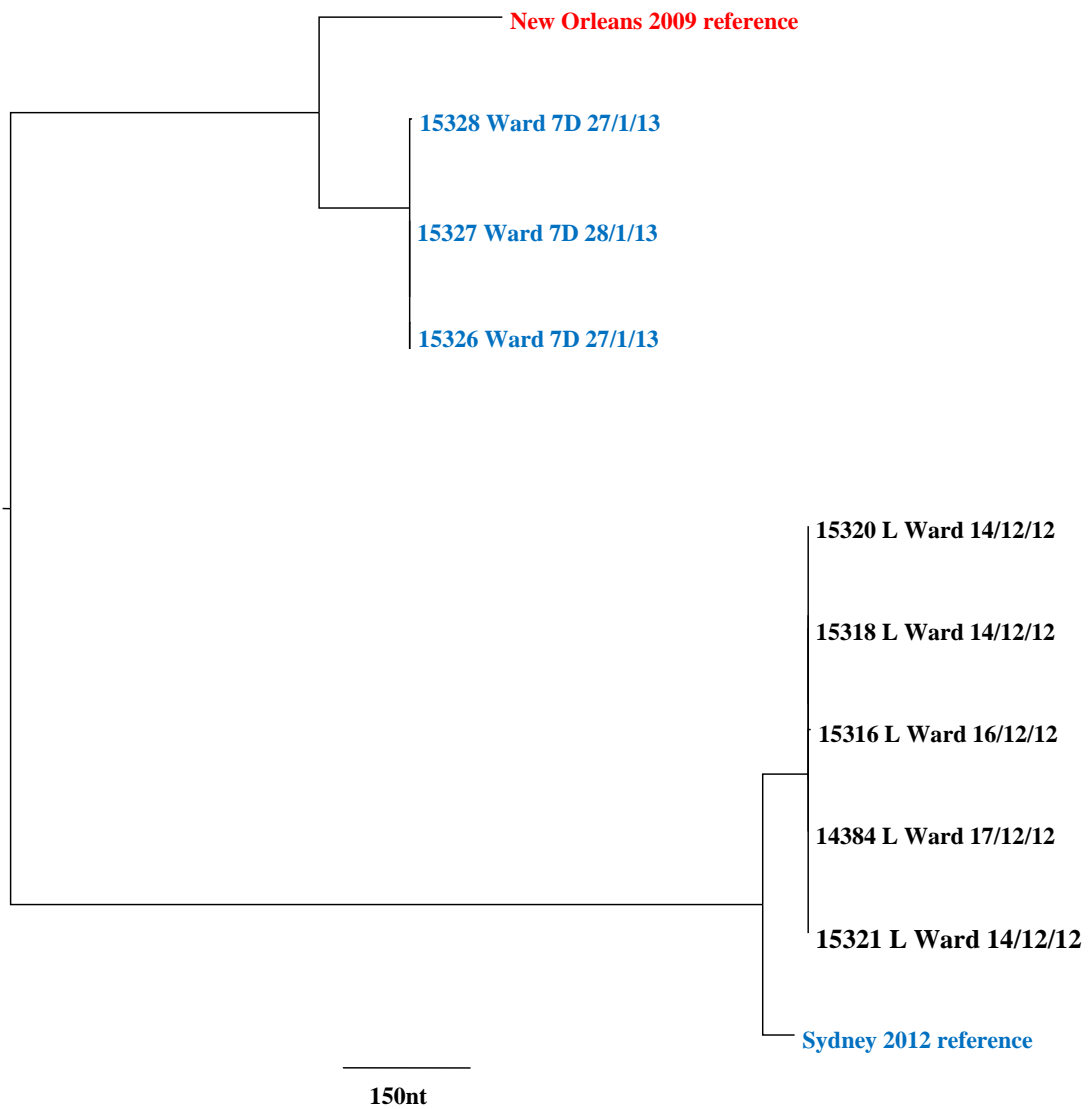 New Orleans 2009 reference
15328 Ward 7D 27/1/13
15327 Ward 7D 28/1/13
15326 Ward 7D 27/1/13
15320 L Ward 14/12/12
15318 L Ward 14/12/12
15316 L Ward 16/12/12
14384 L Ward 17/12/12
15321 L Ward 14/12/12
Sydney 2012 reference
150nt